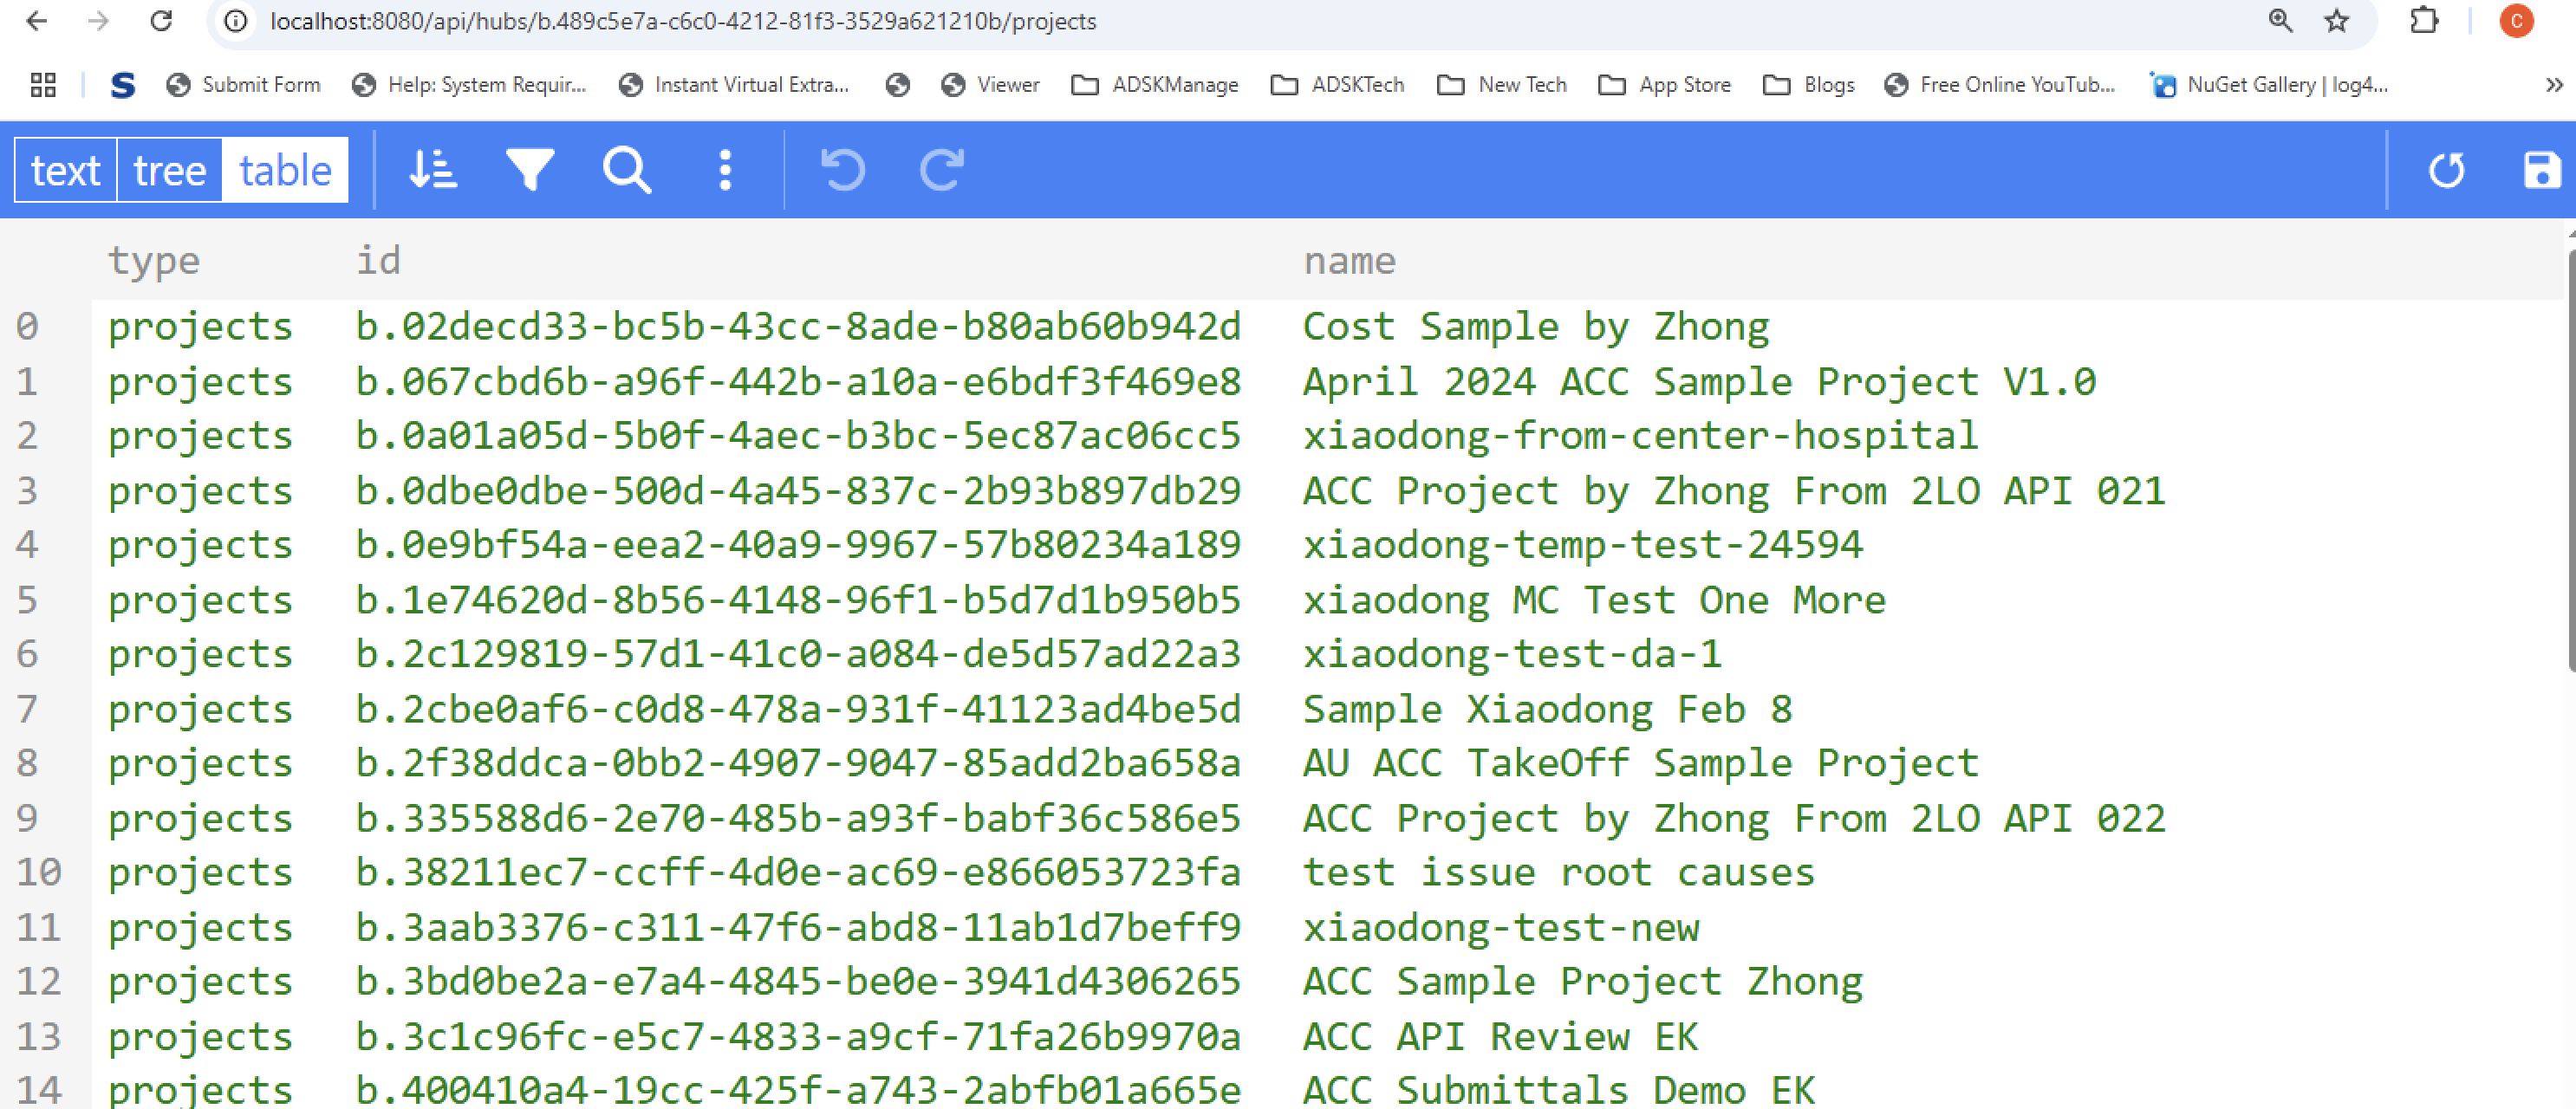 localhost:8080/api/hubs/b.489c5e7a-c6c0-4212-81f3-3529a621210b/projects
C
S Submit Form Help: System Requir... Instant Virtual Extra... Viewer ADSKManage ADSKTech New Tech App Store Blogs Free Online YouTub... NuGet Gallery | log4... »
text tree table
type id name
0 projects b.02decd33-bc5b-43cc-8ade-b80ab60b942d Cost Sample by Zhong
1 projects b.067cbd6b-a96f-442b-a10a-e6bdf3f469e8 April 2024 ACC Sample Project V1.0
2 projects b.0a01a05d-5b0f-4aec-b3bc-5ec87ac06cc5 xiaodong-from-center-hospital
3 projects b.0dbe0dbe-500d-4a45-837c-2b93b897db29 ACC Project by Zhong From 2LO API 021
4 projects b.0e9bf54a-eea2-40a9-9967-57b80234a189 xiaodong-temp-test-24594
5 projects b.1e74620d-8b56-4148-96f1-b5d7d1b950b5 xiaodong MC Test One More
6 projects b.2c129819-57d1-41c0-a084-de5d57ad22a3 xiaodong-test-da-1
7 projects b.2cbe0af6-c0d8-478a-931f-41123ad4be5d Sample Xiaodong Feb 8
8 projects b.2f38ddca-0bb2-4907-9047-85add2ba658a AU ACC TakeOff Sample Project
9 projects b.335588d6-2e70-485b-a93f-babf36c586e5 ACC Project by Zhong From 2LO API 022
10 projects b.38211ec7-ccff-4d0e-ac69-e866053723fa test issue root causes
11 projects b.3aab3376-c311-47f6-abd8-11ab1d7beff9 xiaodong-test-new
12 projects b.3bd0be2a-e7a4-4845-be0e-3941d4306265 ACC Sample Project Zhong
13 projects b.3c1c96fc-e5c7-4833-a9cf-71fa26b9970a ACC API Review EK
14 projects b.400410a4-19cc-425f-a743-2abfb01a665e ACC Submittals Demo EK